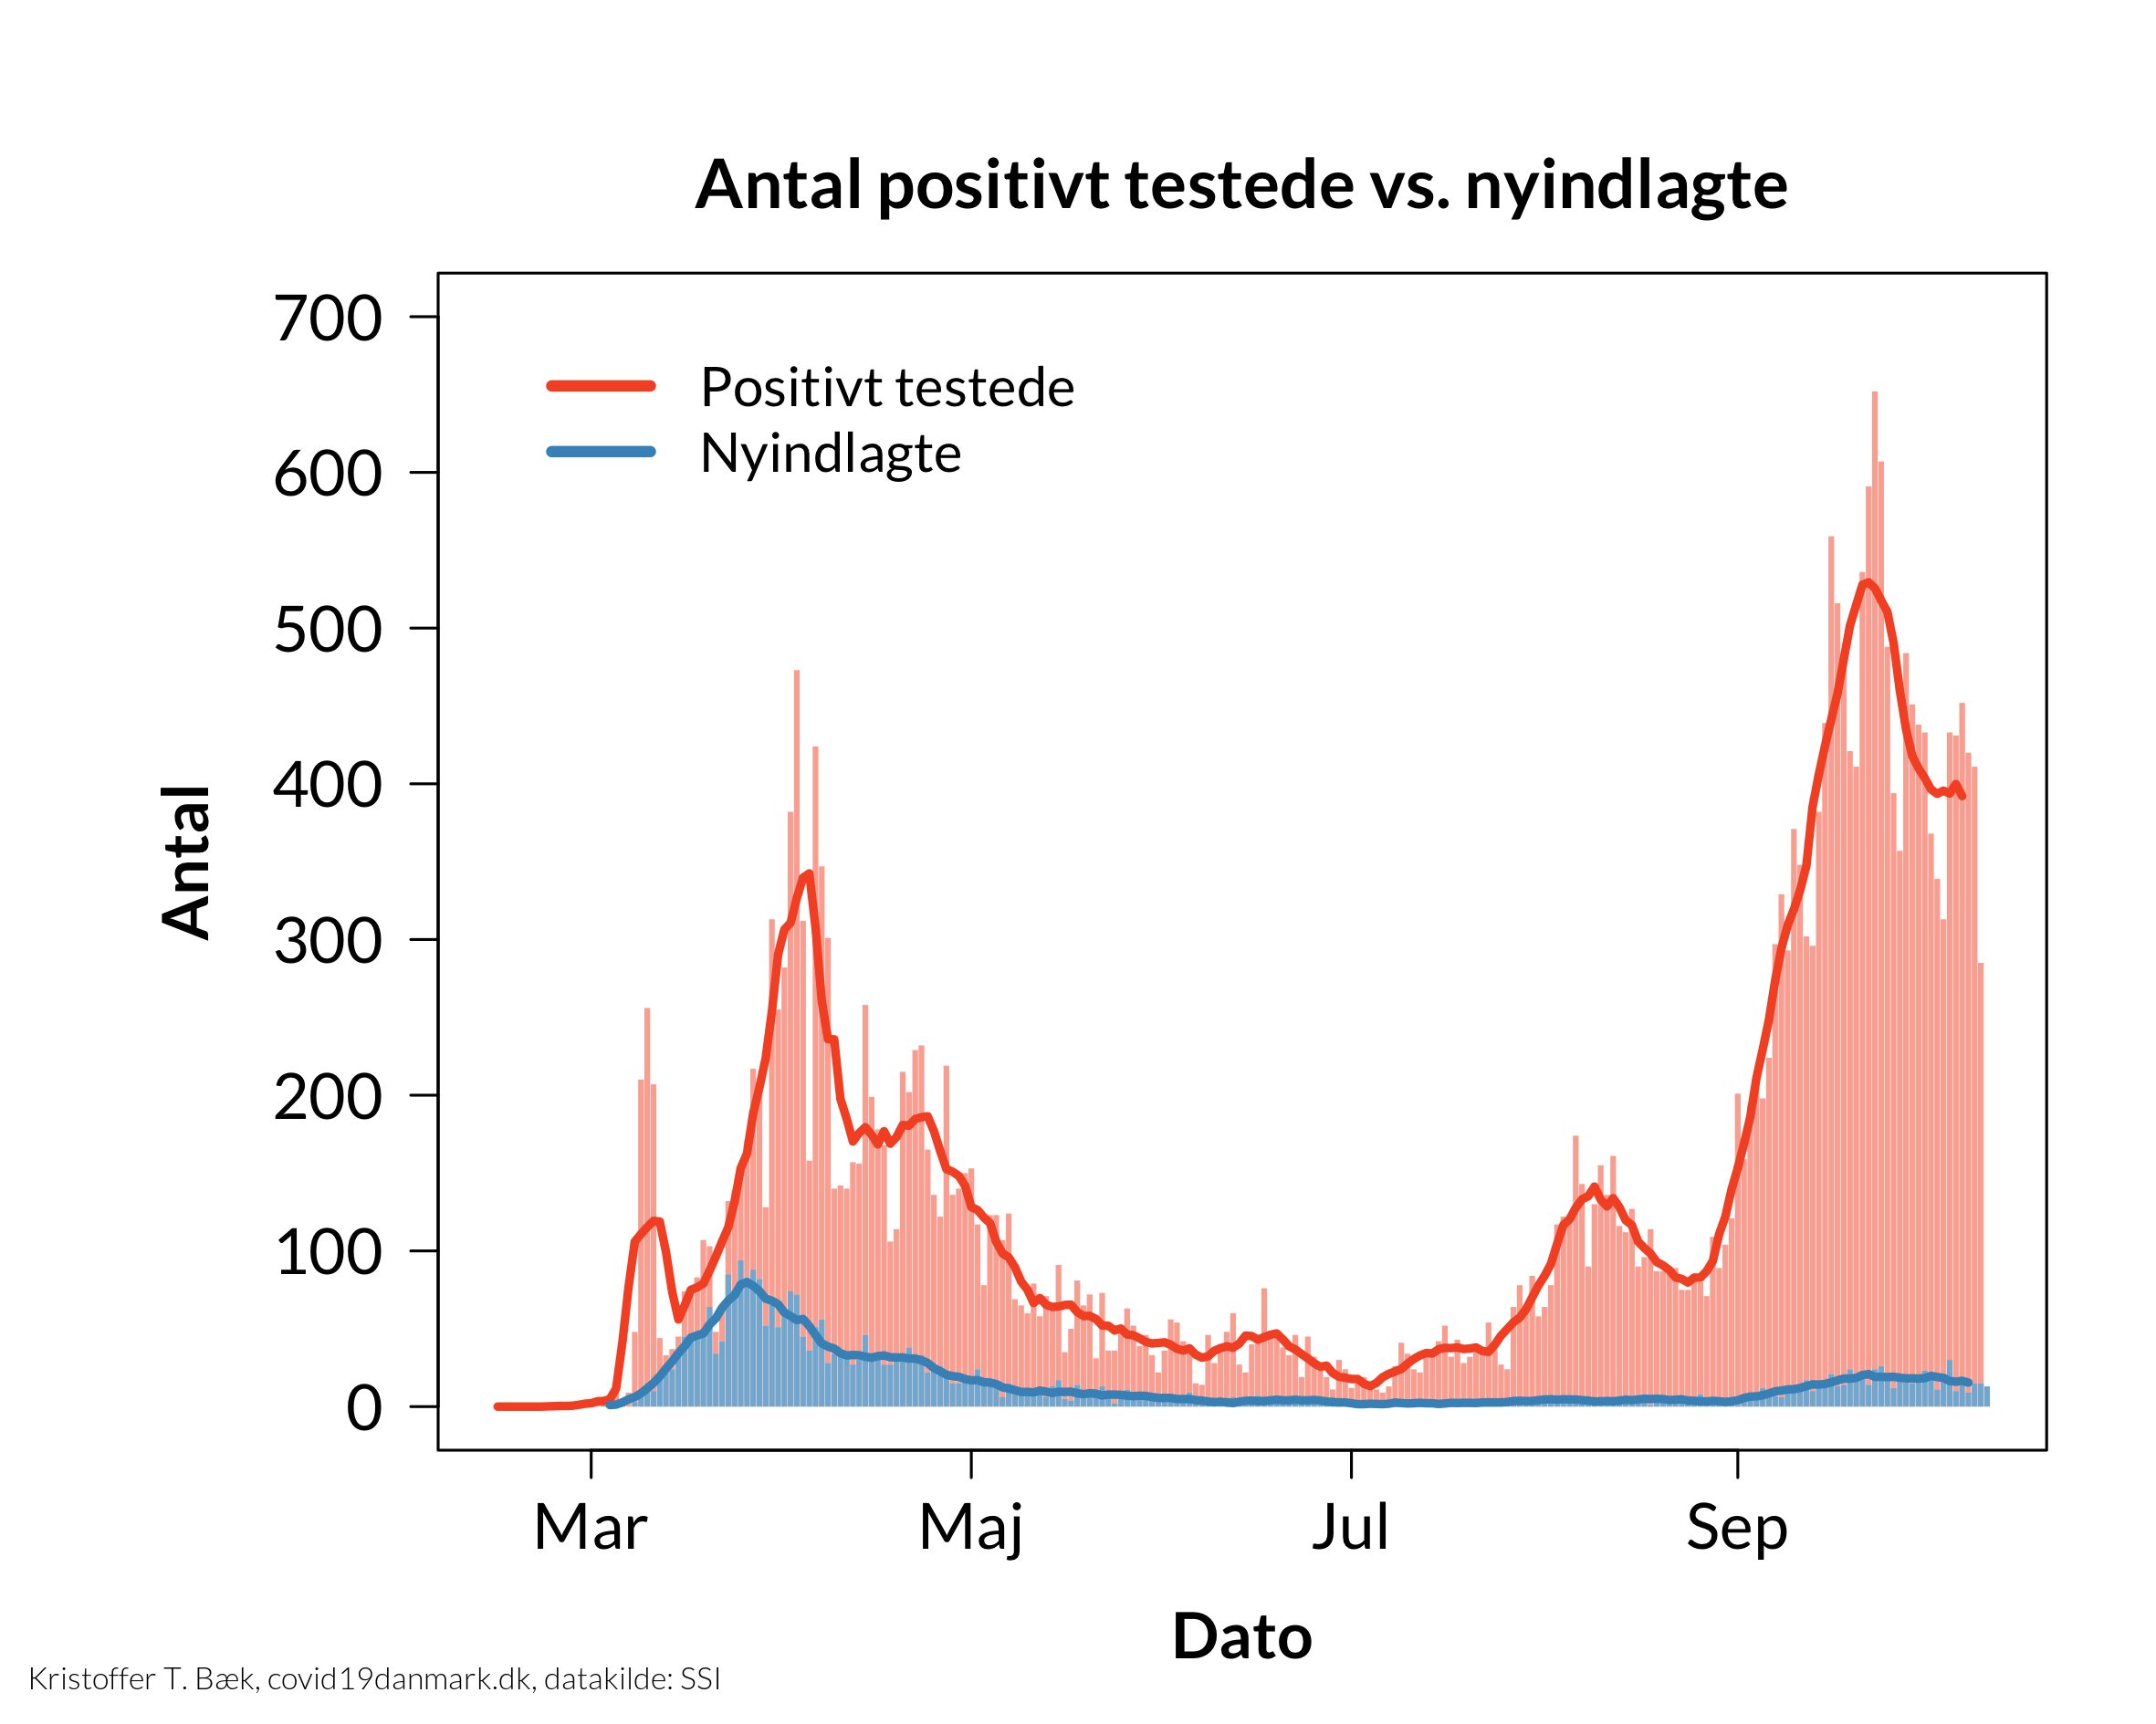 Antal positivt testede vs. nyindlagte
700
600
500
400
300
200
100
0
Antal
Positivt testede
Nyindlagte
Mar
Maj
Jul
Sep
Dato
Kristoffer T. Bæk, covid19danmark.dk, datakilde: SSI